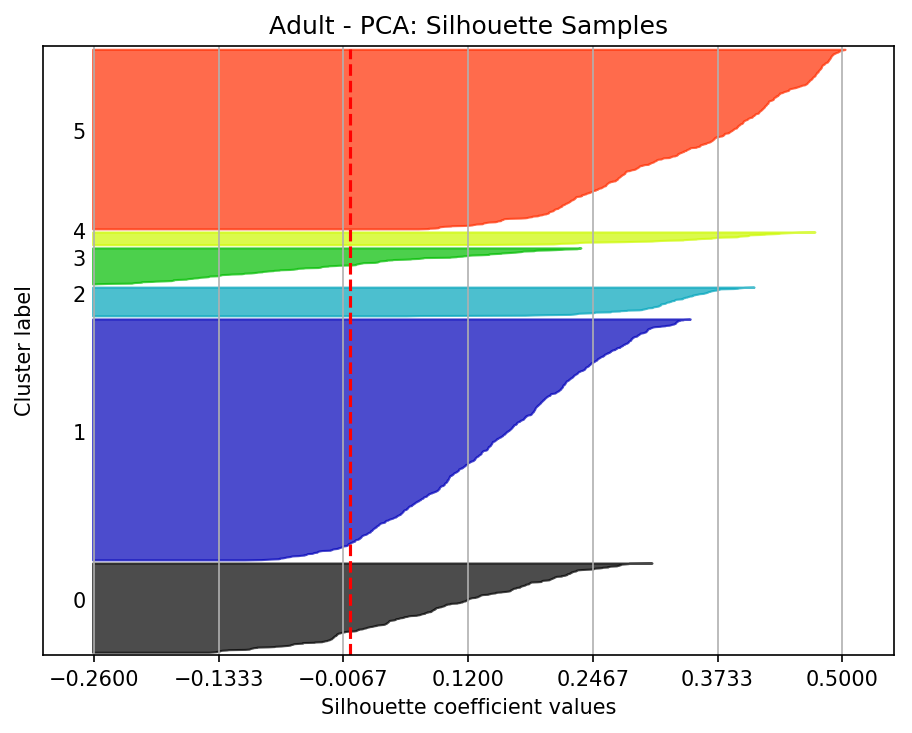 Adult - PCA: Silhouette Samples
Cluster label
5
4
3
2
1
0
−0.2600 −0.1333 −0.0067 0.1200 0.2467 0.3733 0.5000
Silhouette coefficient values